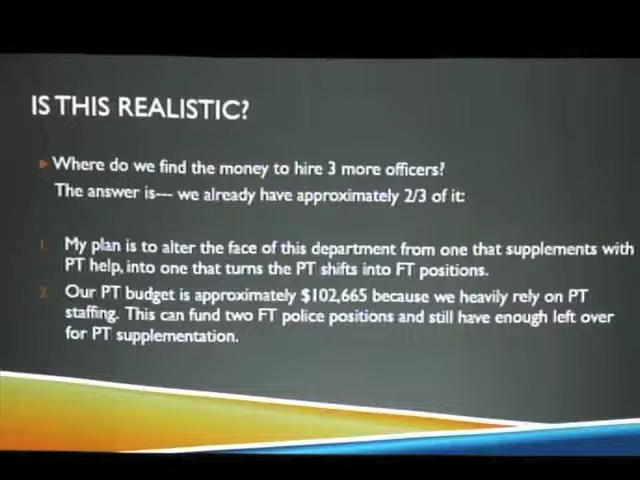 IS THIS REALISTIC?
Where do we find the money to hire 3 more officers?
The answer is--- we already have approximately 2/3 of it:
1. My plan is to alter the face of this department from one that supplements with
PT help, into one that turns the PT shifts into FT positions.
2. Our PT budget is approximately $102,665 because we heavily rely on PT
staffing. This can fund two FT police positions and still have enough left over
for PT supplementation.